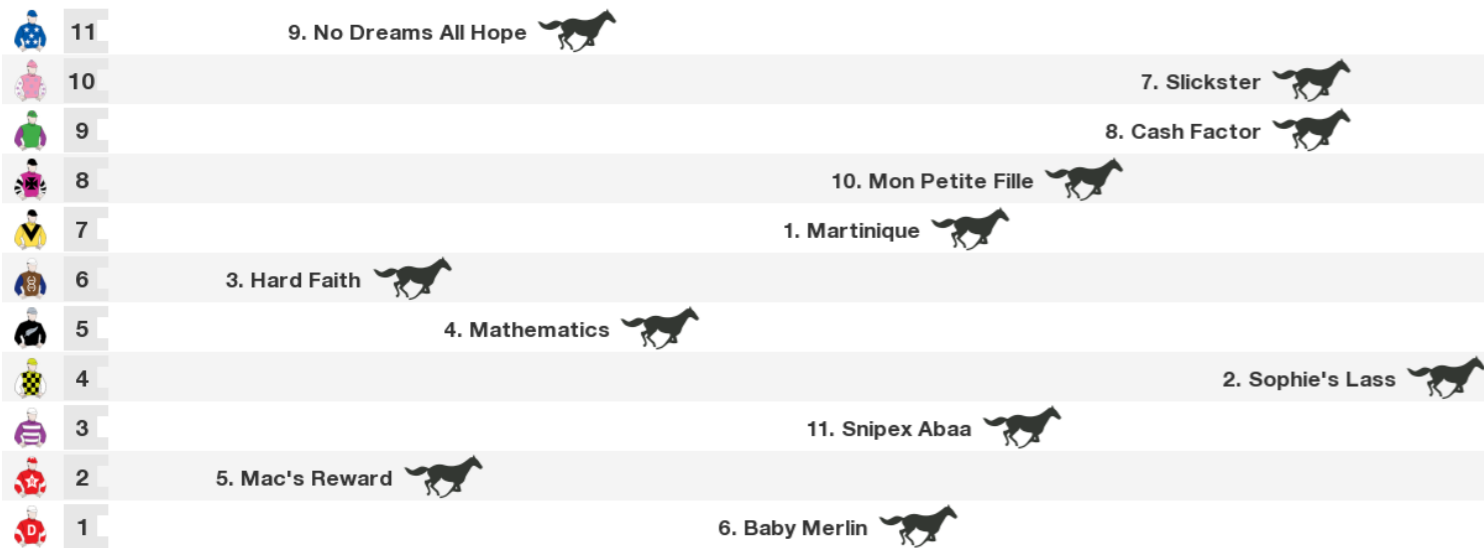 11 9. No Dreams All Hope
10 7. Slickster
9 8. Cash Factor
8 10. Mon Petite Fille
7 1. Martinique
6 3. Hard Faith
5 4. Mathematics
4 2. Sophie's Lass
3 11. Snipex Abaa
2 5. Mac's Reward
D 1 6. Baby Merlin